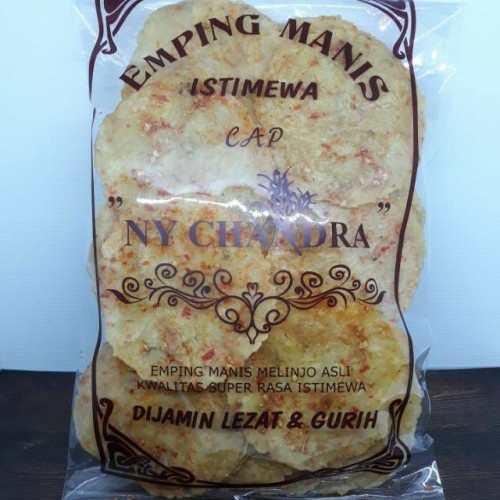 EMPING MANIS
ISTIMEWA
CAP
"NY CHANDRA"
EMPING MANIS MELINJO ASLI
KWALITAS SUPER RASA ISTIMEWA
DIJAMIN LEZAT & GURIH